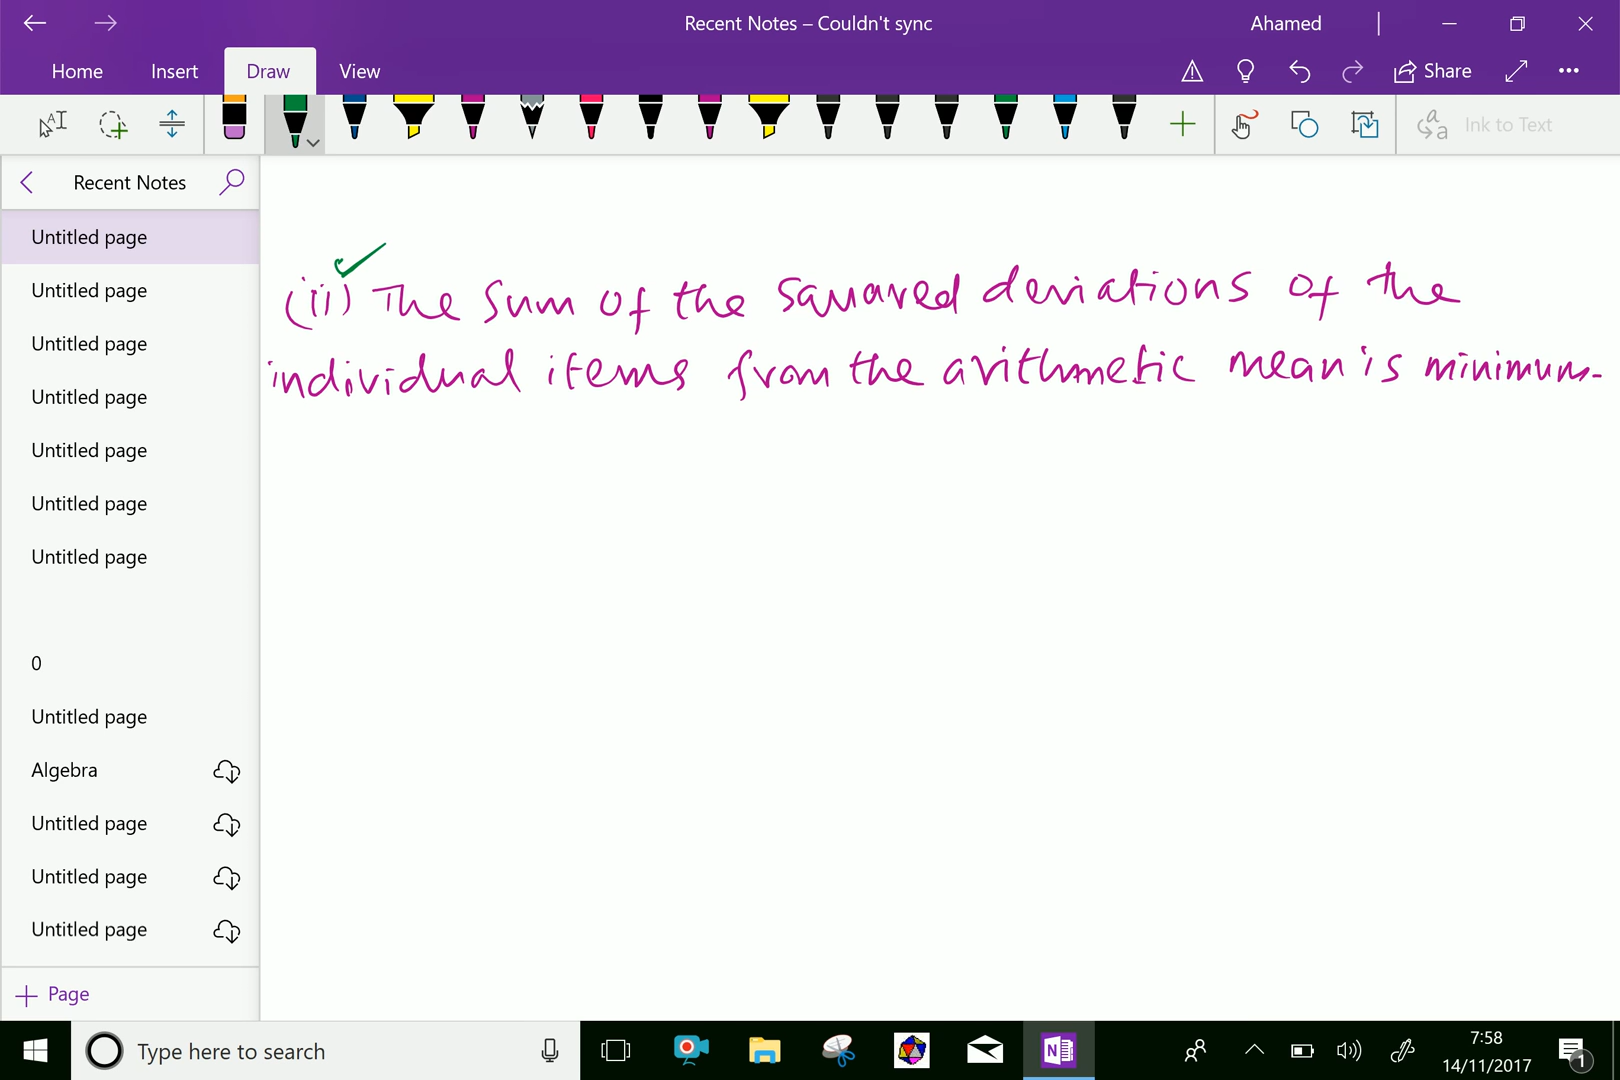 Recent Notes – Couldn't sync
Ahamed
Home Insert Draw View
Share
Ink to Text
Recent Notes
Untitled page
Untitled page
Untitled page
Untitled page
Untitled page
Untitled page
Untitled page
0
Untitled page
Algebra
Untitled page
Untitled page
Untitled page
Page
(ii) The sum of the squared deviations of the
individual items from the arithmetic mean is minimum.
Type here to search
7:58
14/11/2017
1